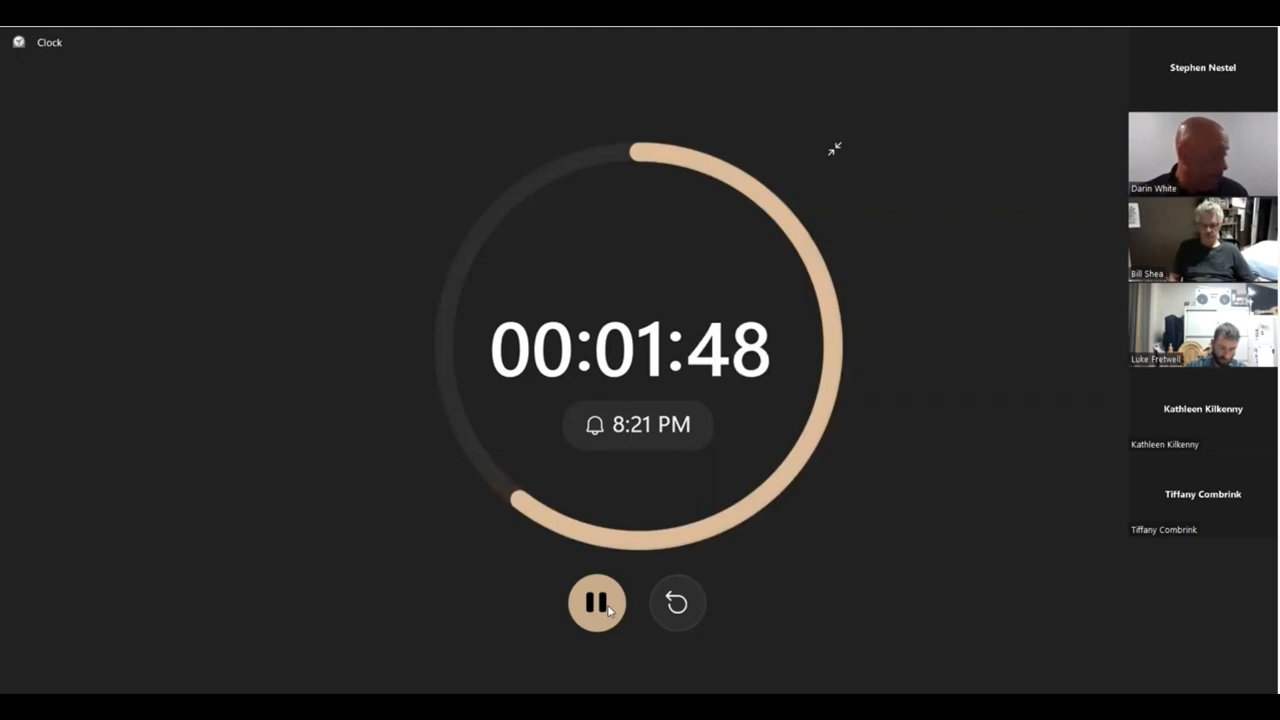 Clock
Stephen Nestel
Darin White
Bill Shea
Luke Fretwell
00:01:48
8:21 PM
Kathleen Kilkenny
Kathleen Kilkenny
Tiffany Combrink
Tiffany Combrink